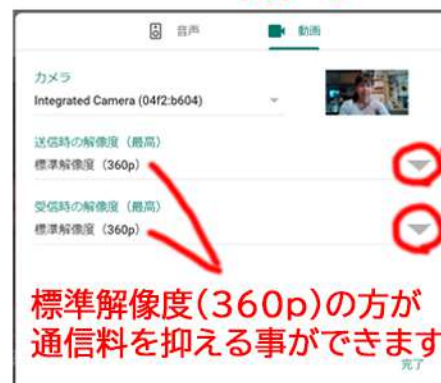 音声 動画
カメラ
Integrated Camera (04f2:b604)
送信時の解像度（最高）
標準解像度（360p）
受信時の解像度（最高）
標準解像度（360p）
標準解像度(360p)の方が
通信料を抑える事ができます
完了